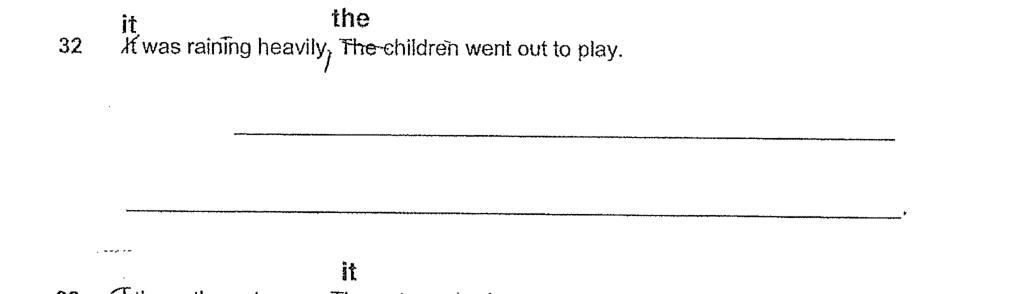 it the
32 It was raining heavily, The children went out to play.
.
it